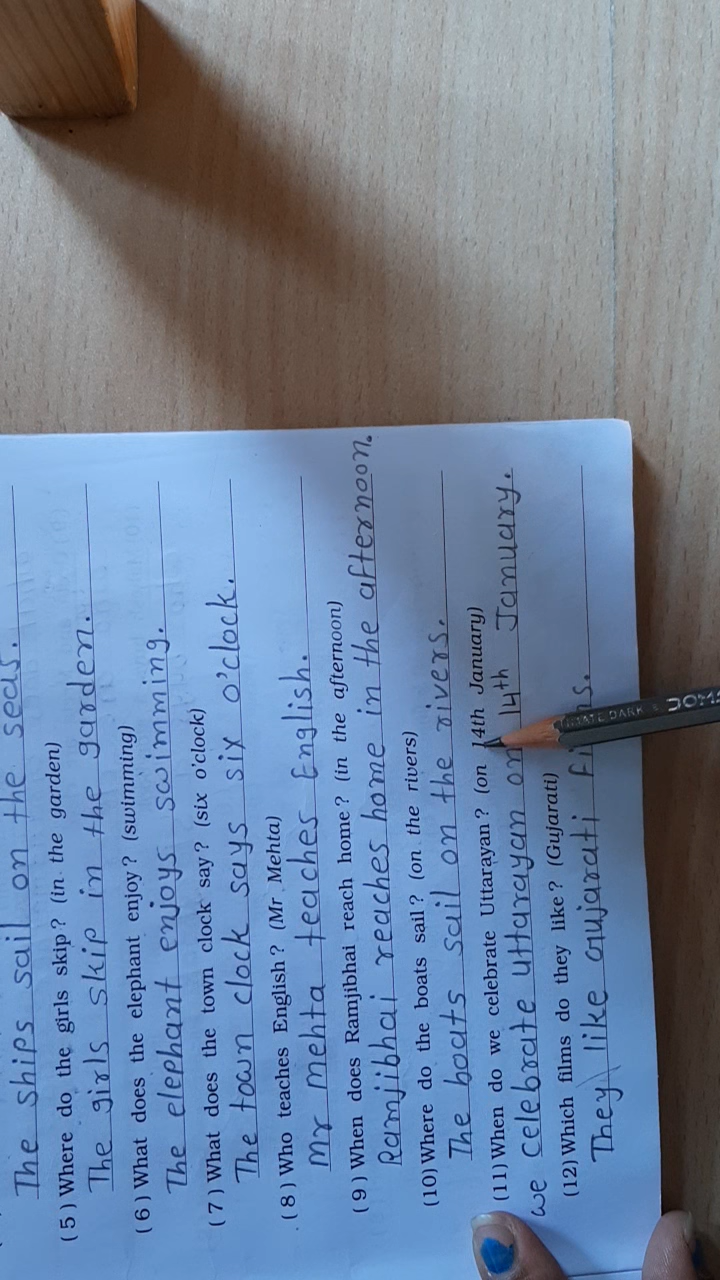 The ships sail on the seas.
(5) Where do the girls skip? (in the garden)
The girls skip in the garden.
(6) What does the elephant enjoy? (swimming)
The elephant enjoys swimming.
(7) What does the town clock say? (six o'clock)
The town clock says six o'clock.
(8) Who teaches English? (Mr Mehta)
Mr mehta teaches English.
(9) When does Ramjibhai reach home? (in the afternoon)
Ramjibhai reaches home in the afternoon.
(10) Where do the boats sail? (on the rivers)
The boats sail on the rivers.
(11) When do we celebrate Uttarayan? (on 14th January)
we celebrate uttarayan on 14th January.
(12) Which films do they like? (Gujarati)
They like Gujarati
DARK DOMS